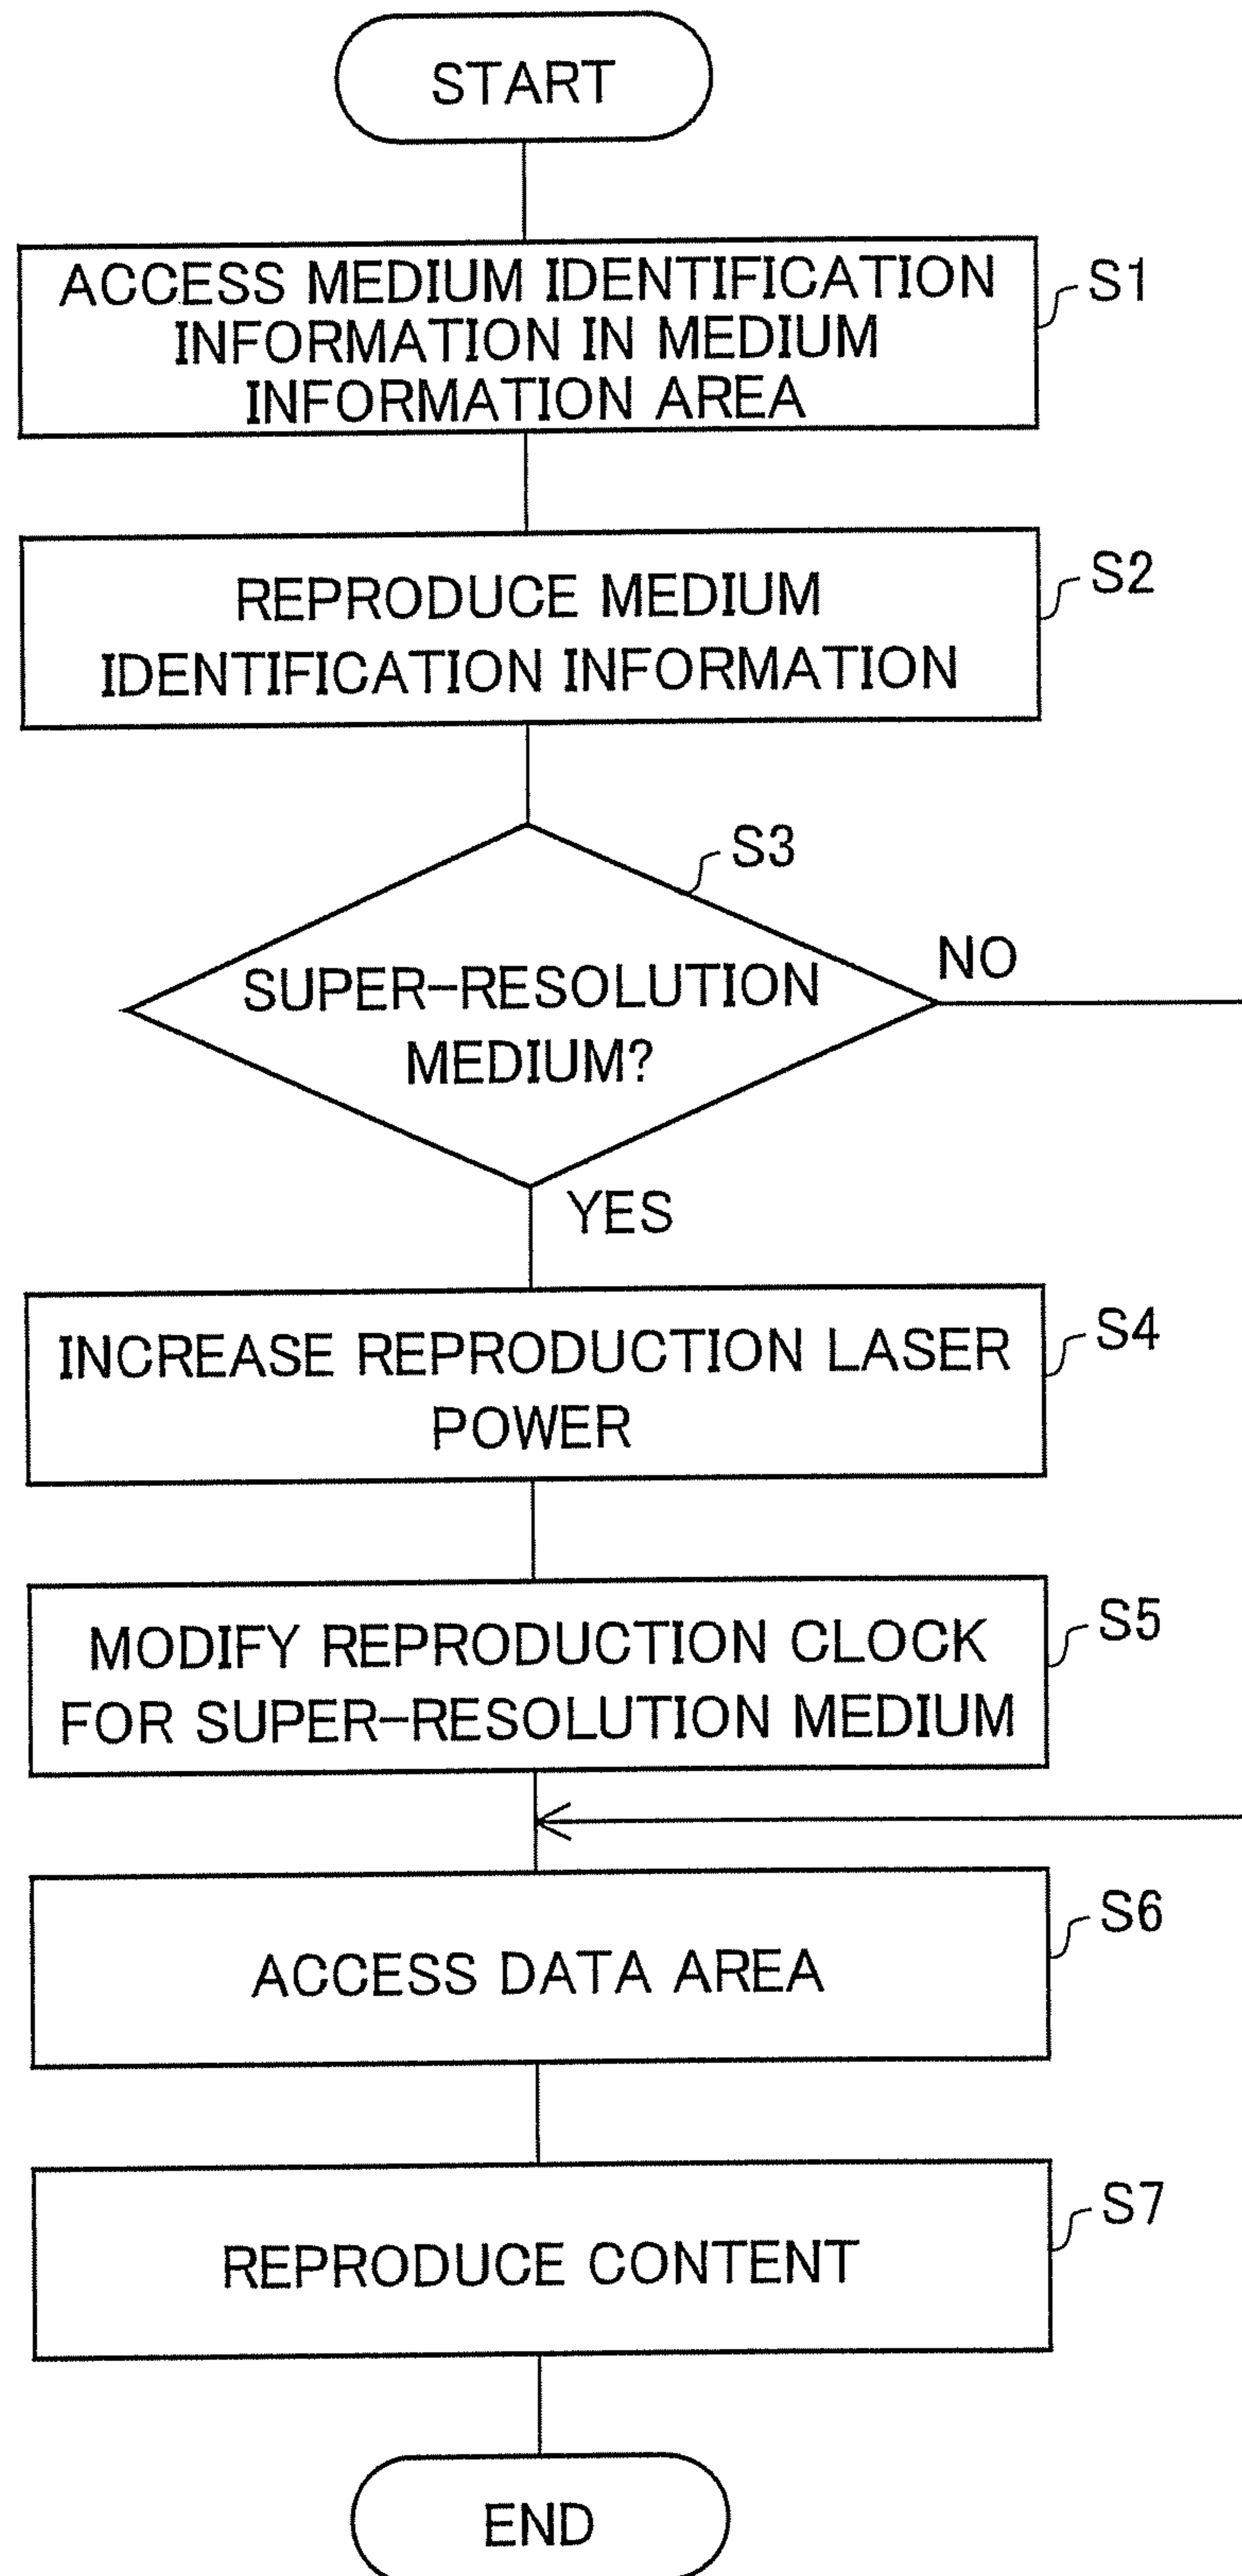 START
ACCESS MEDIUM IDENTIFICATION
INFORMATION IN MEDIUM
INFORMATION AREA
S1
REPRODUCE MEDIUM
IDENTIFICATION INFORMATION
S2
S3
SUPER-RESOLUTION
MEDIUM?
NO
YES
INCREASE REPRODUCTION LASER
POWER
S4
MODIFY REPRODUCTION CLOCK
FOR SUPER-RESOLUTION MEDIUM
S5
ACCESS DATA AREA
S6
REPRODUCE CONTENT
S7
END